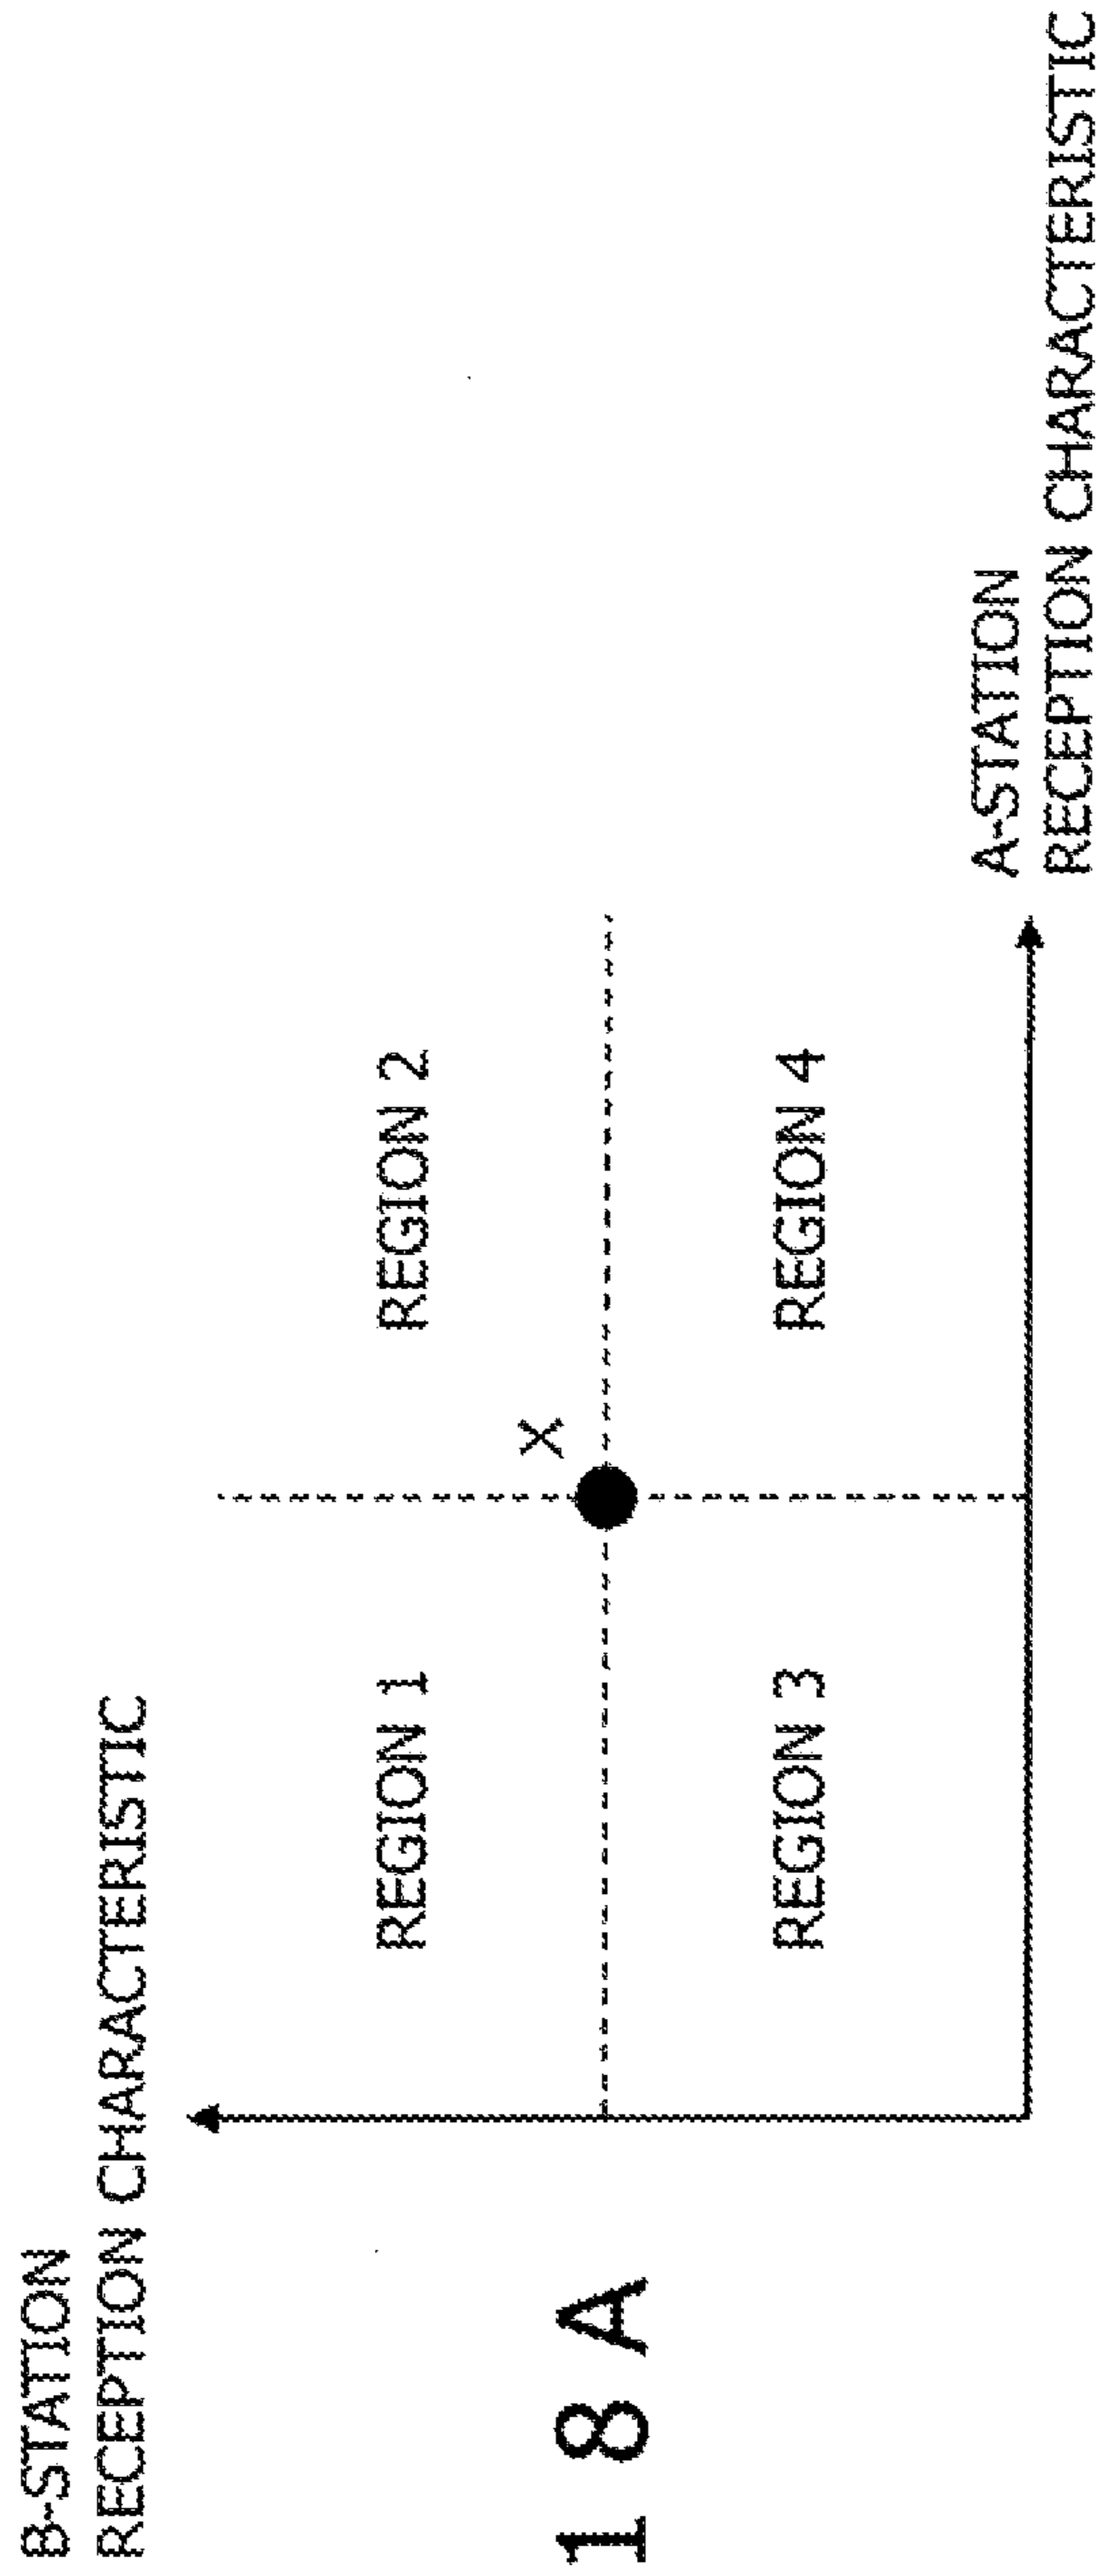 B-STATION
RECEPTION CHARACTERISTIC
18A
REGION 1
REGION 2
X
REGION 3
REGION 4
A-STATION
RECEPTION CHARACTERISTIC